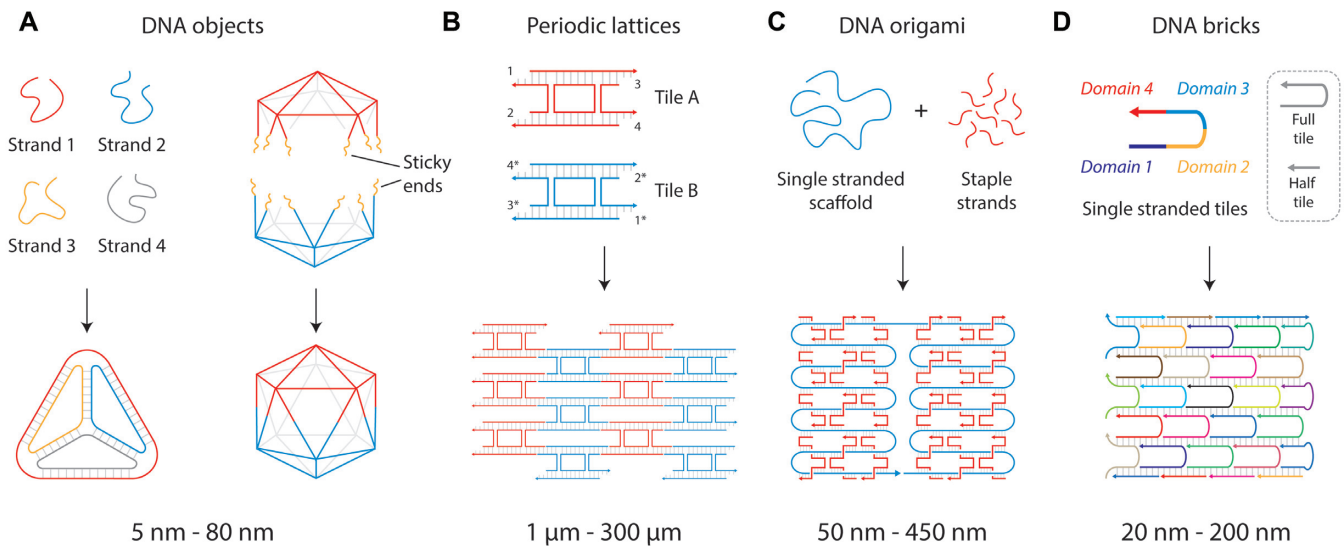 A
DNA objects
Strand 1
Strand 2
Strand 3
Strand 4
Sticky
ends
5 nm - 80 nm
B
Periodic lattices
1
3
2
4
Tile A
4*
2*
3*
1*
Tile B
1 µm - 300 µm
C
DNA origami
+
Single stranded
scaffold
Staple
strands
50 nm - 450 nm
D
DNA bricks
Domain 4
Domain 3
Domain 1
Domain 2
Single stranded tiles
Full
tile
Half
tile
20 nm - 200 nm